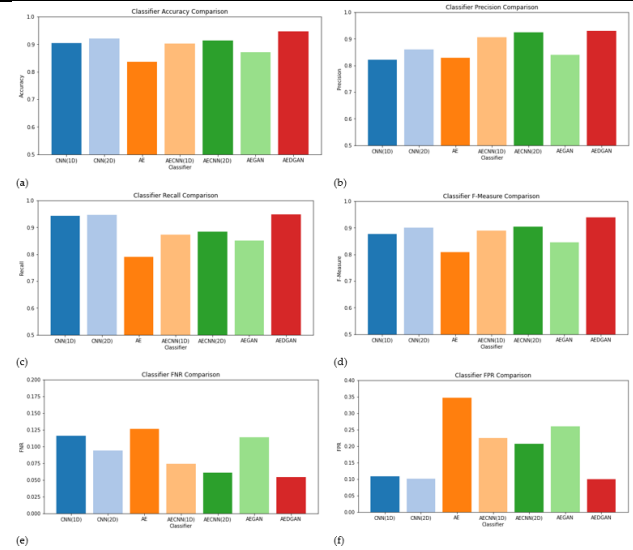 Classifier Accuracy Comparison
1.0
0.9
0.8
0.7
0.6
0.5
Accuracy
CNN(1D) CNN(2D) AE AECNN(1D) AECNN(2D) AEGAN AEDGAN
Classifier
(a)
Classifier Precision Comparison
1.0
0.9
0.8
0.7
0.6
0.5
Precision
CNN(1D) CNN(2D) AE AECNN(1D) AECNN(2D) AEGAN AEDGAN
Classifier
(b)
Classifier Recall Comparison
1.0
0.9
0.8
0.7
0.6
0.5
Recall
CNN(1D) CNN(2D) AE AECNN(1D) AECNN(2D) AEGAN AEDGAN
Classifier
(c)
Classifier F-Measure Comparison
1.0
0.9
0.8
0.7
0.6
0.5
F-Measure
CNN(1D) CNN(2D) AE AECNN(1D) AECNN(2D) AEGAN AEDGAN
Classifier
(d)
Classifier FNR Comparison
0.200
0.175
0.150
0.125
0.100
0.075
0.050
0.025
0.000
FNR
CNN(1D) CNN(2D) AE AECNN(1D) AECNN(2D) AEGAN AEDGAN
Classifier
(e)
Classifier FPR Comparison
0.40
0.35
0.30
0.25
0.20
0.15
0.10
0.05
0.00
FPR
CNN(1D) CNN(2D) AE AECNN(1D) AECNN(2D) AEGAN AEDGAN
Classifier
(f)